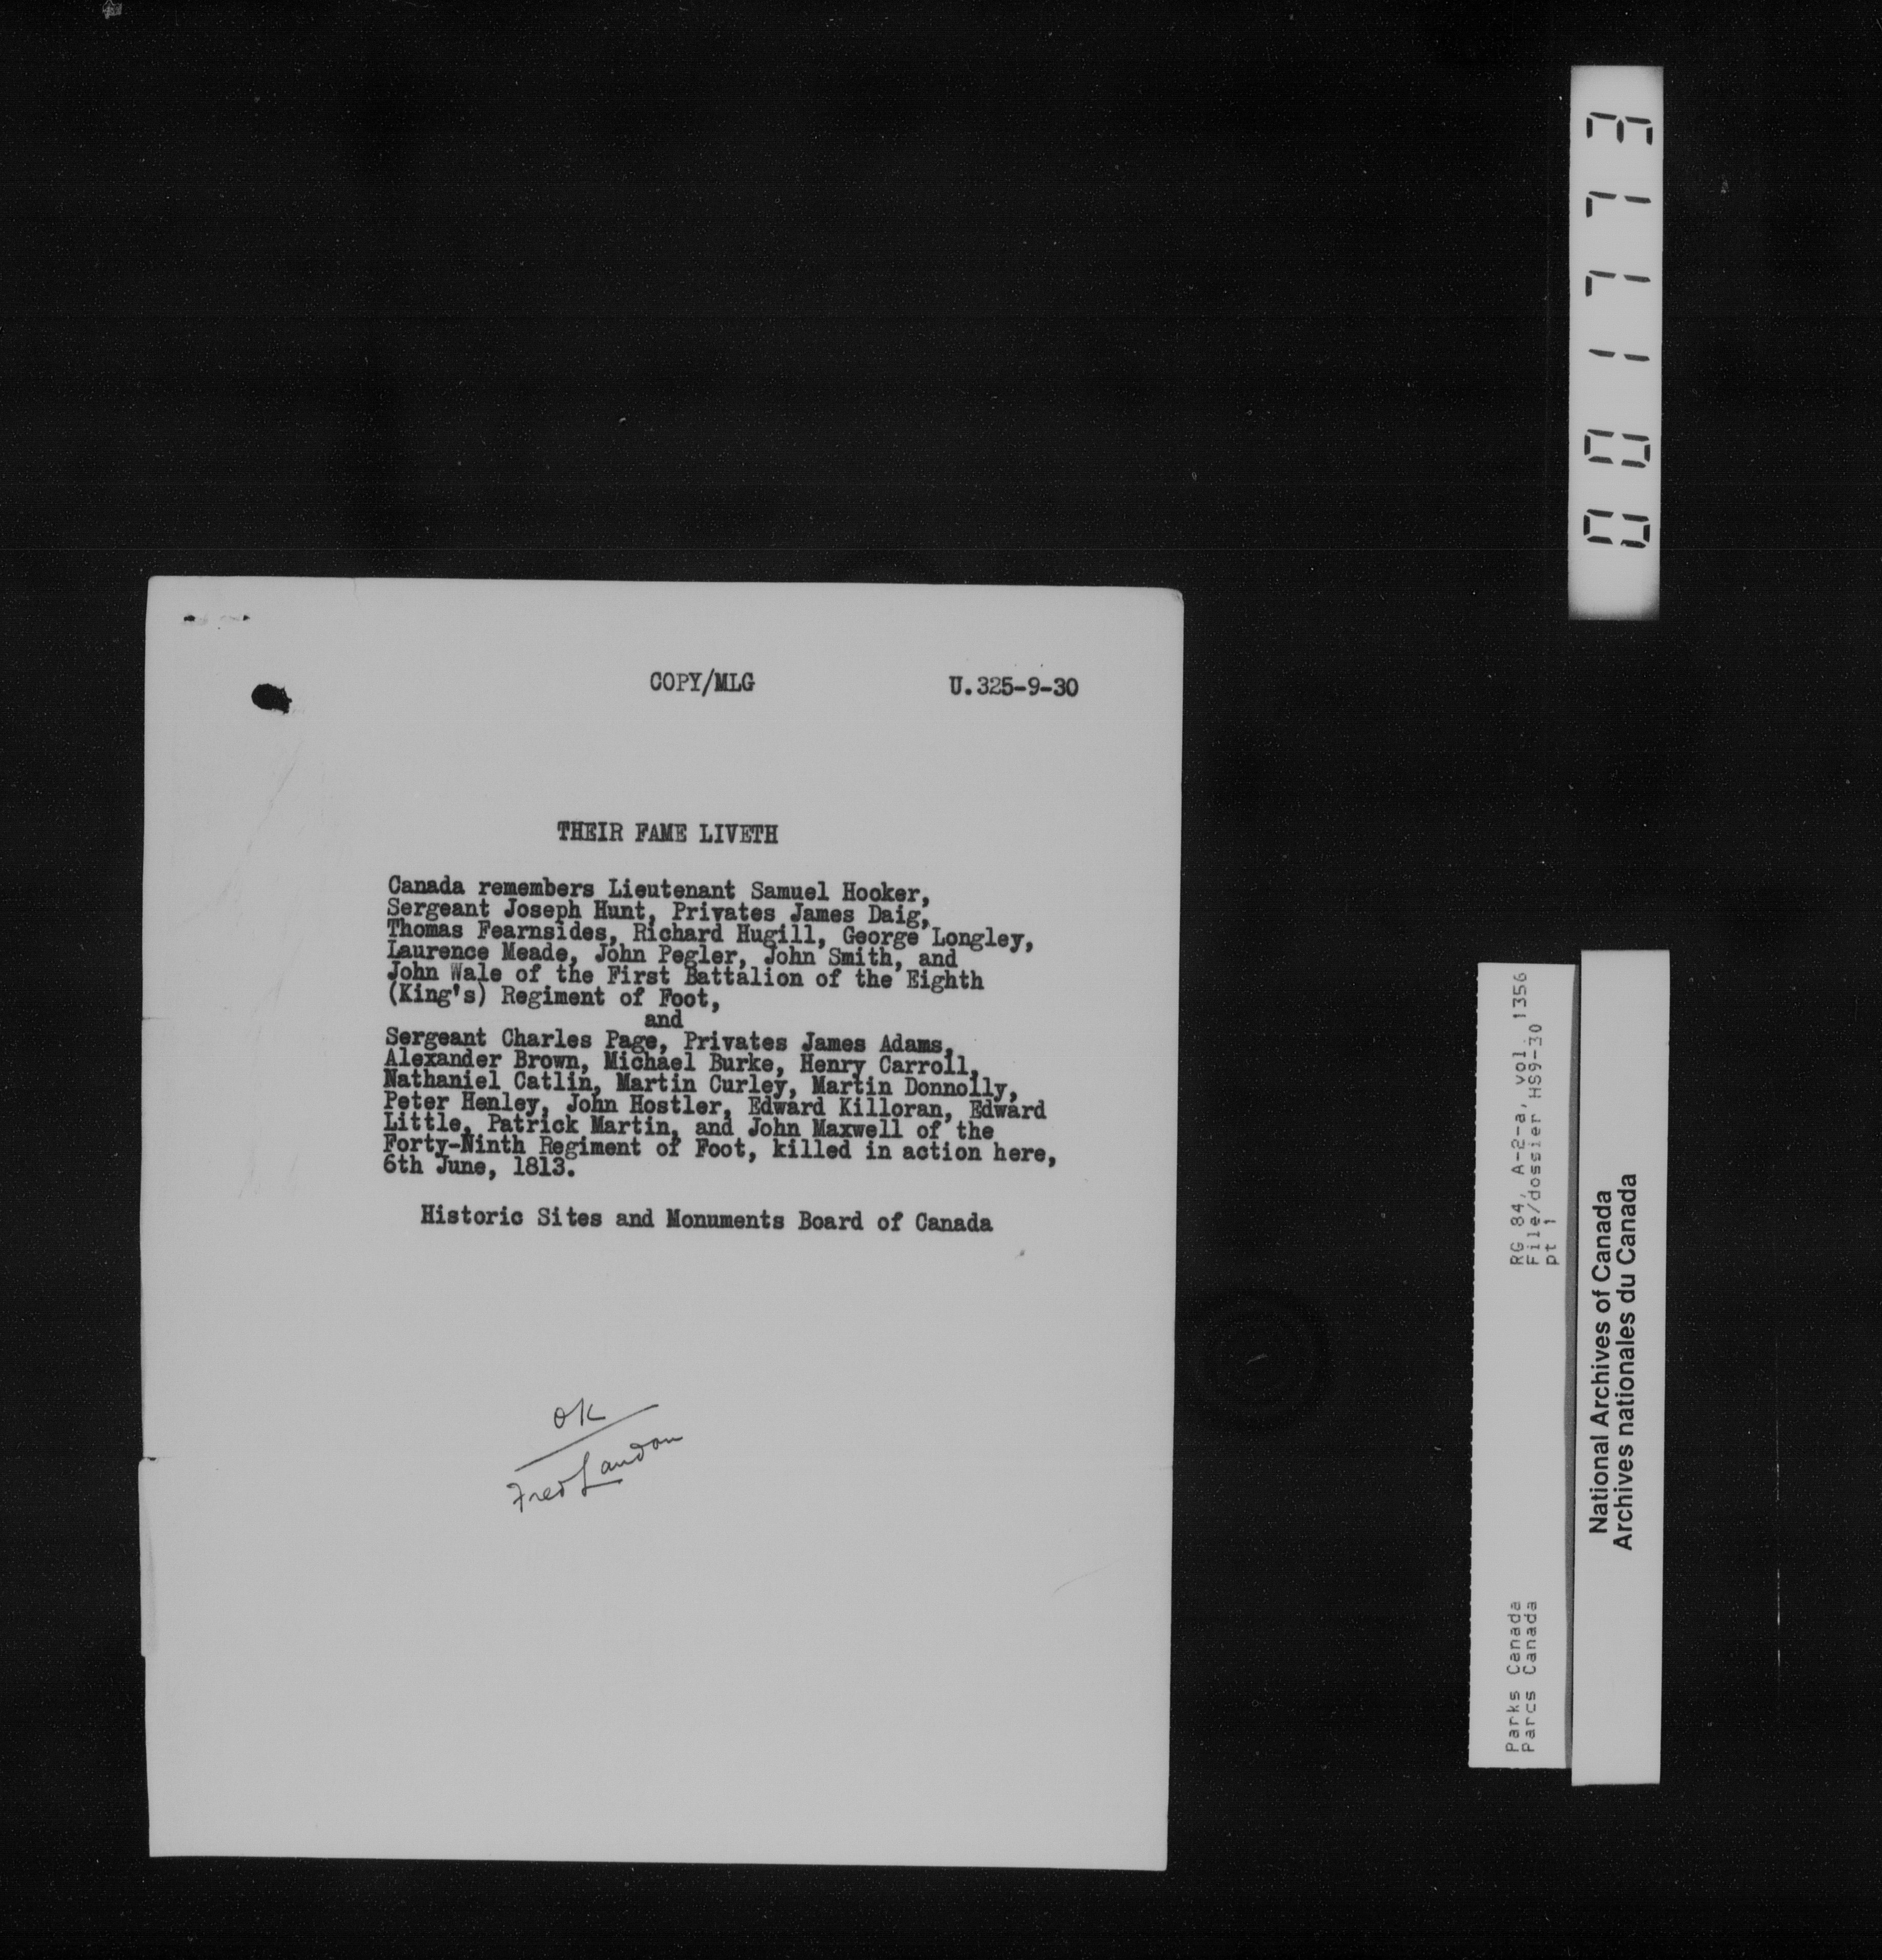 COPY/MLG
U.325-9-30
THEIR FAME LIVETH
Canada remembers Lieutenant Samuel Hooker,
Sergeant Joseph Hunt, Privates James Daig,
Thomas Fearnsides, Richard Hugill, George Longley,
Laurence Meade, John Pegler, John Smith, and
John Wale of the First Battalion of the Eighth
(King's) Regiment of Foot,
and
Sergeant Charles Page, Privates James Adams,
Alexander Brown, Michael Burke, Henry Carroll,
Nathaniel Catlin, Martin Curley, Martin Donnolly,
Peter Henley, John Hostler, Edward Killoran, Edward
Little, Patrick Martin, and John Maxwell of the
Forty-Ninth Regiment of Foot, killed in action here,
6th June, 1813.
Historic Sites and Monuments Board of Canada
OK
Fred Landon
001773
Parks Canada
Parcs Canada
RG 84, A-2-a, vol. 1356
File/dossier HS9-30
pt 1
National Archives of Canada
Archives nationales du Canada